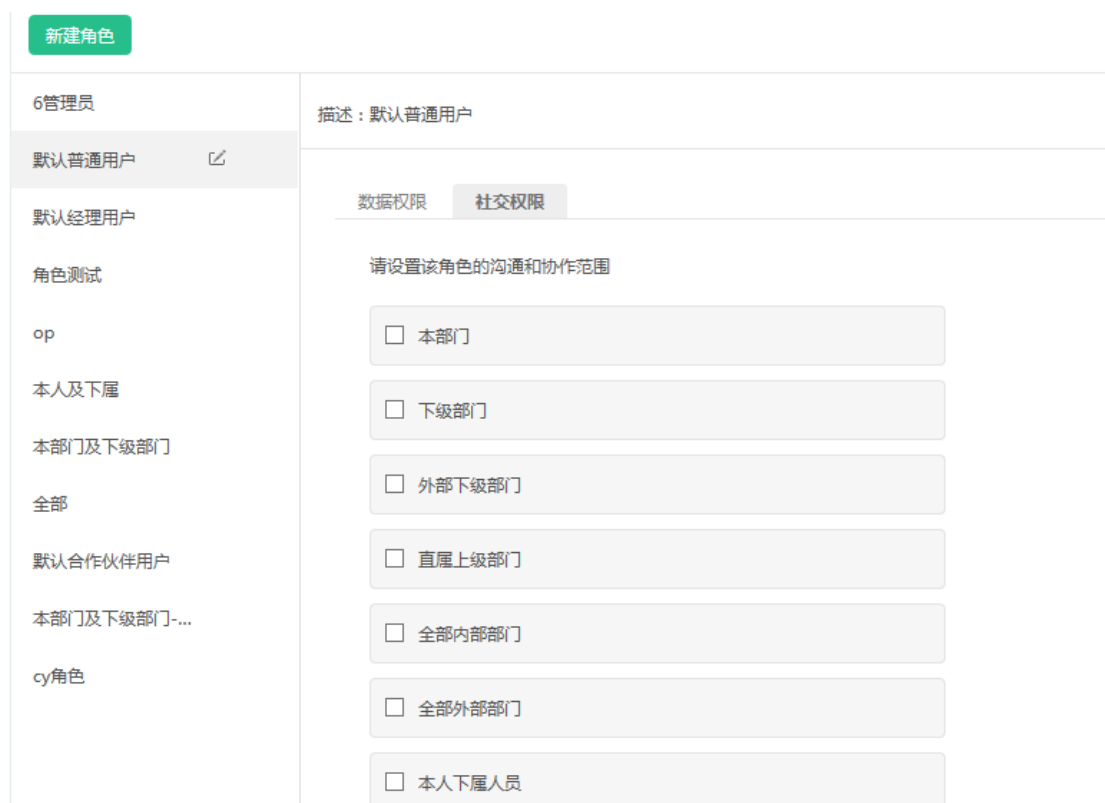 新建角色
6管理员
默认普通用户
默认经理用户
角色测试
op
本人及下属
本部门及下级部门
全部
默认合作伙伴用户
本部门及下级部门-...
cy角色
描述：默认普通用户
数据权限 社交权限
请设置该角色的沟通和协作范围
本部门
下级部门
外部下级部门
直属上级部门
全部内部部门
全部外部部门
本人下属人员